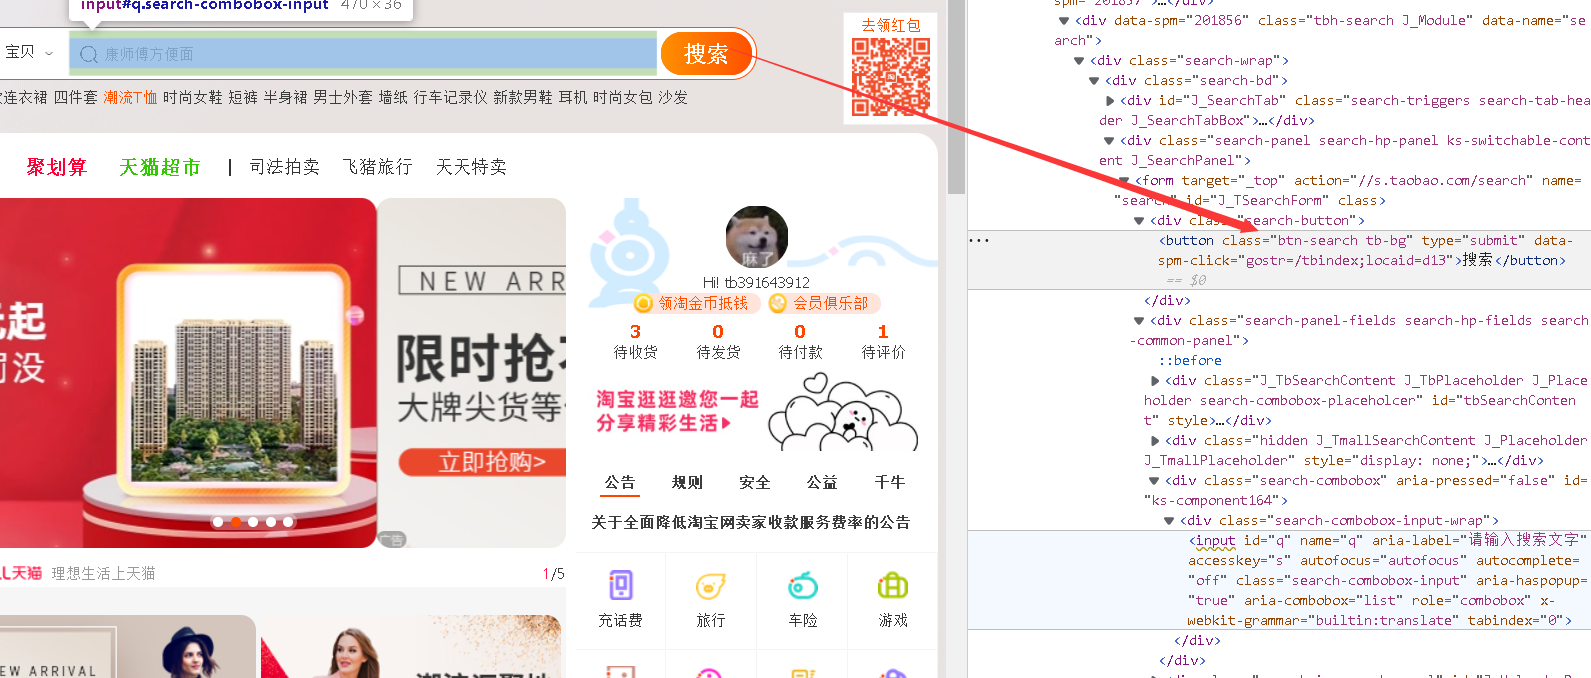 input#q.search-combobox-input 470 × 36
宝贝
康师傅方便面
搜索
去领红包
连衣裙 四件套 潮流T恤 时尚女鞋 短裤 半身裙 男士外套 墙纸 行车记录仪 新款男鞋 耳机 时尚女包 沙发
聚划算 天猫超市 | 司法拍卖 飞猪旅行 天天特卖
NEW ARR
限时抢
大牌尖货等
立即抢购>
广告
天猫 理想生活上天猫
1/5
NEW ARRIVAL
麻了
Hi! tb391643912
领淘金币抵钱 会员俱乐部
3 0 0 1
待收货 待发货 待付款 待评价
淘宝逛逛邀您一起
分享精彩生活
公告 规则 安全 公益 千牛
关于全面降低淘宝网卖家收款服务费率的公告
充话费 旅行 车险 游戏
spm="201857">…</div>
<div data-spm="201856" class="tbh-search J_Module" data-name="se
arch">
<div class="search-wrap">
<div class="search-bd">
<div id="J_SearchTab" class="search-triggers search-tab-hea
der J_SearchTabBox">…</div>
<div class="search-panel search-hp-panel ks-switchable-cont
ent J_SearchPanel">
<form target="_top" action="//s.taobao.com/search" name=
"search" id="J_TSearchForm" class>
<div class="search-button">
<button class="btn-search tb-bg" type="submit" data-
spm-click="gostr=/tbindex;locaid=d13">搜索</button>
== $0
</div>
<div class="search-panel-fields search-hp-fields search
-common-panel">
::before
<div class="J_TbSearchContent J_TbPlaceholder J_Place
holder search-combobox-placeholcer" id="tbSearchConten
t" style>…</div>
<div class="hidden J_TmallSearchContent J_Placeholder
J_TmallPlaceholder" style="display: none;">…</div>
<div class="search-combobox" aria-pressed="false" id=
"ks-component164">
<div class="search-combobox-input-wrap">
<input id="q" name="q" aria-label="请输入搜索文字"
accesskey="s" autofocus="autofocus" autocomplete=
"off" class="search-combobox-input" aria-haspopup=
"true" aria-combobox="list" role="combobox" x-
webkit-grammar="builtin:translate" tabindex="0">
</div>
</div>